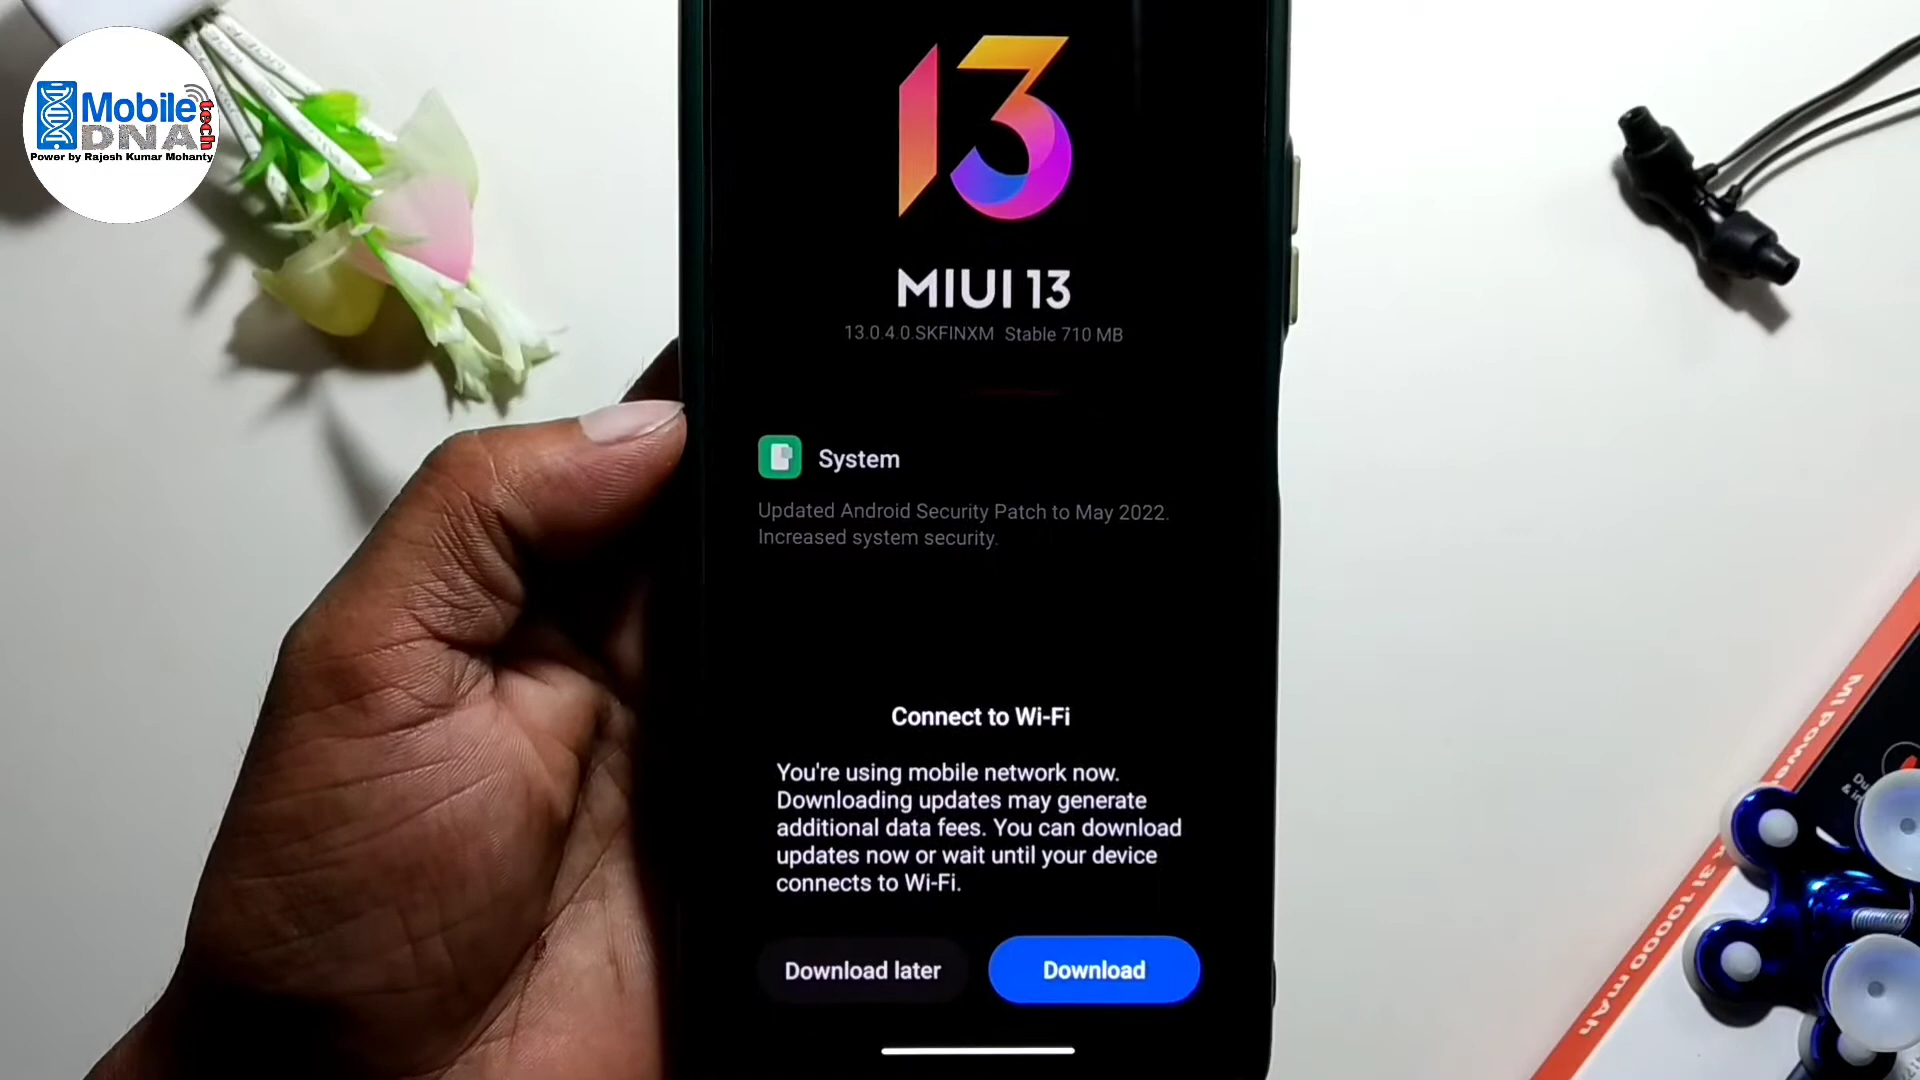 Mobile
DNA
tech
Power by Rajesh Kumar Mohanty
13
MIUI 13
13.0.4.0.SKFINXM Stable 710 MB
System
Updated Android Security Patch to May 2022.
Increased system security.
Connect to Wi-Fi
You're using mobile network now.
Downloading updates may generate
additional data fees. You can download
updates now or wait until your device
connects to Wi-Fi.
Download later
Download
3i 10000 mAh